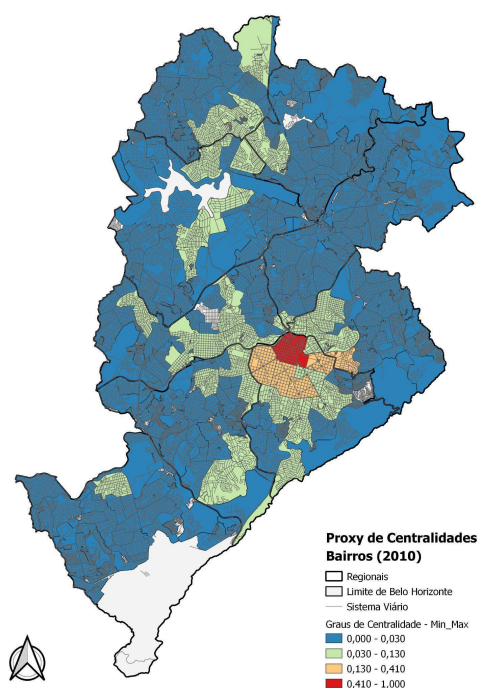 Proxy de Centralidades
Bairros (2010)
Regionais
Limite de Belo Horizonte
Sistema Viário
Graus de Centralidade - Min_Max
0,000 - 0,030
0,030 - 0,130
0,130 - 0,410
0,410 - 1,000